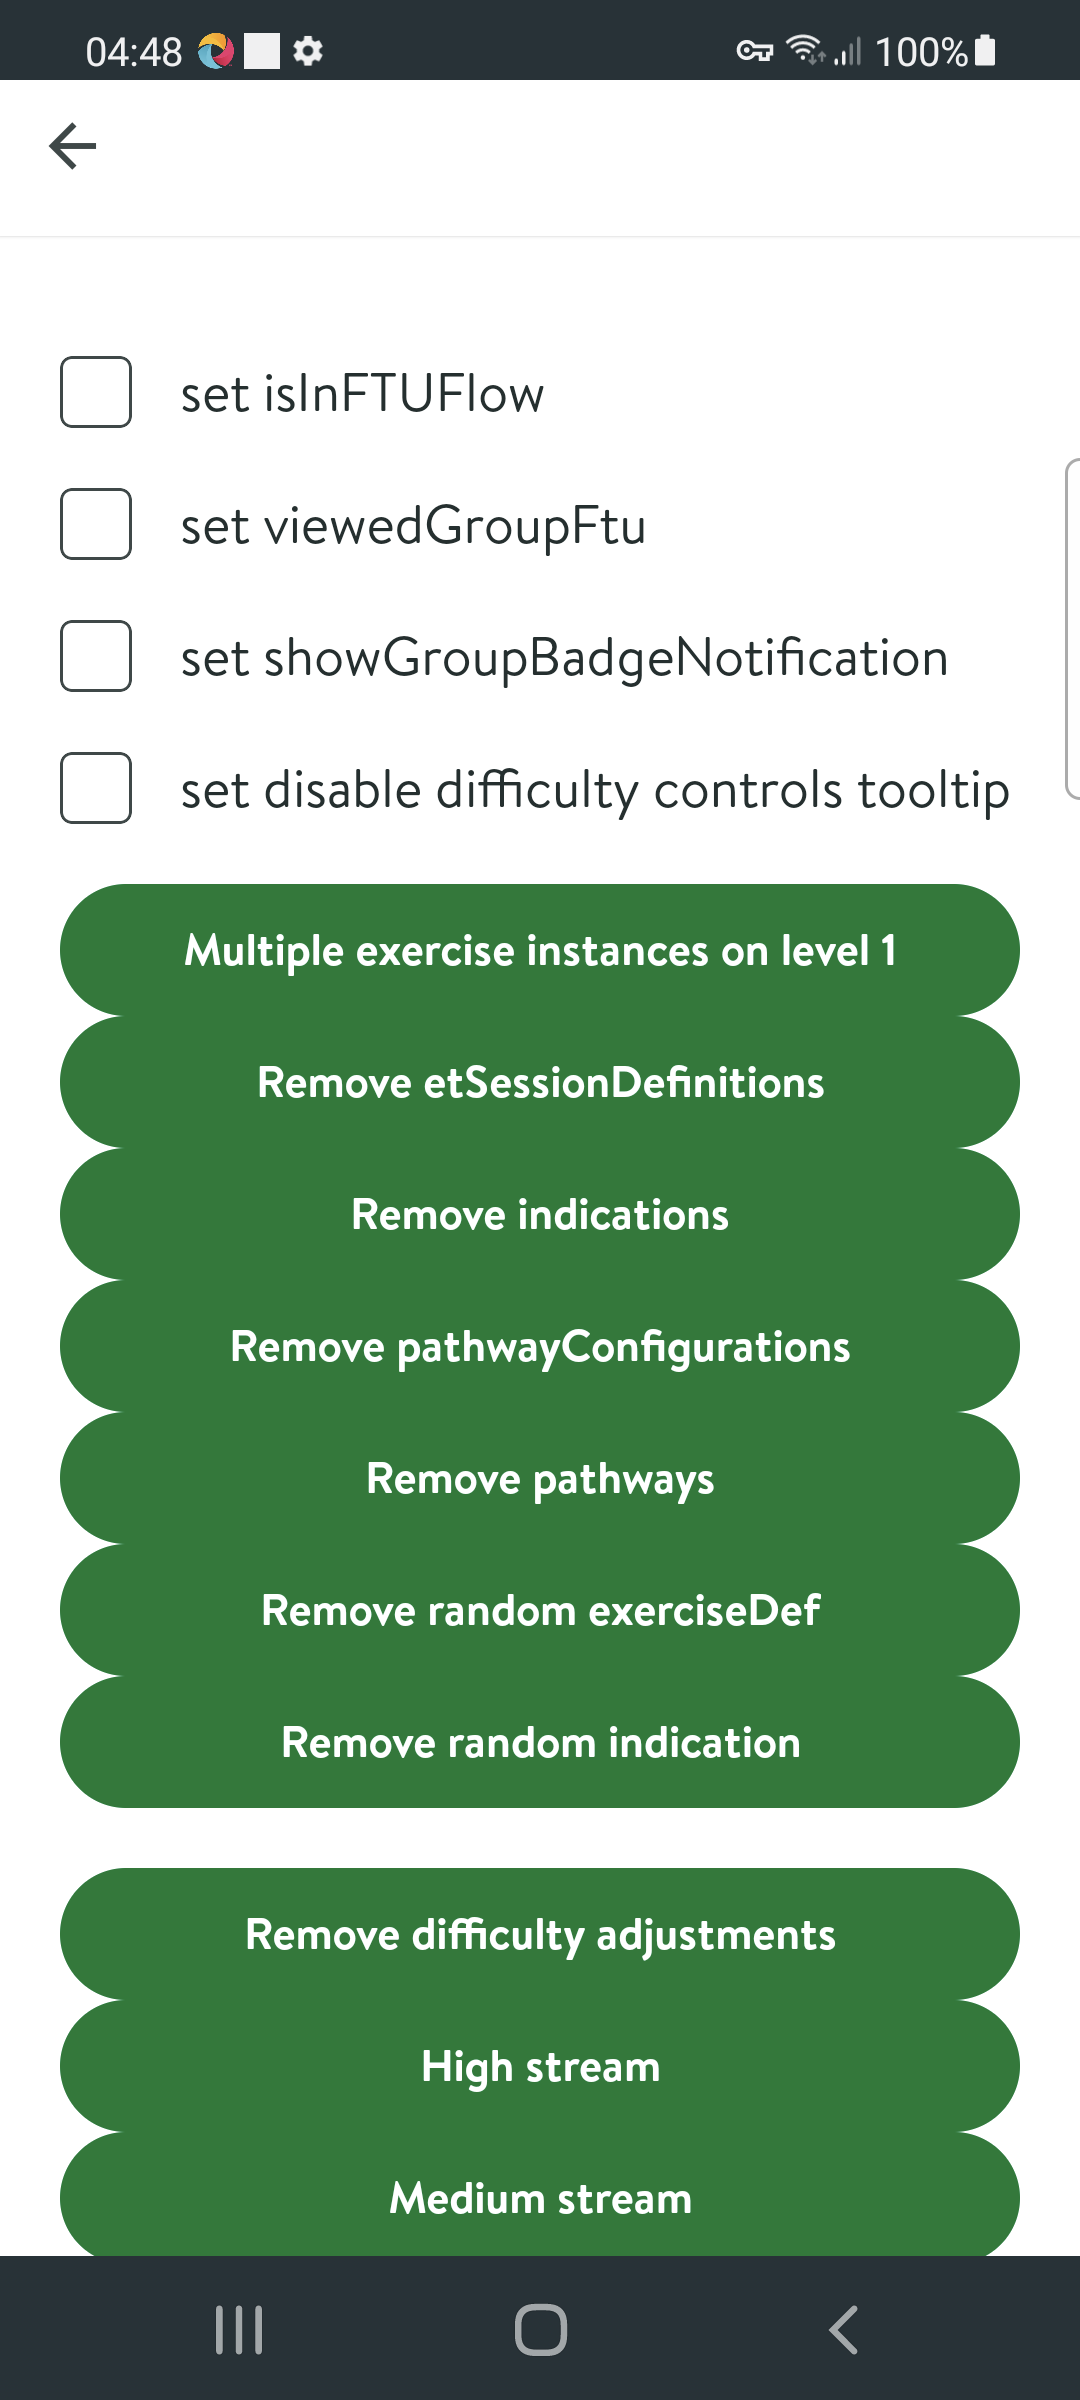 04:48
100%
set isInFTUFlow
set viewedGroupFtu
set showGroupBadgeNotification
set disable difficulty controls tooltip
Multiple exercise instances on level 1
Remove etSessionDefinitions
Remove indications
Remove pathwayConfigurations
Remove pathways
Remove random exerciseDef
Remove random indication
Remove difficulty adjustments
High stream
Medium stream